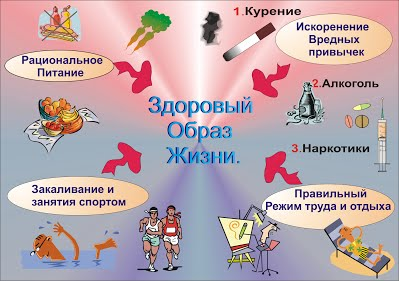 Рациональное
Питание
1.Курение
Искоренение
Вредных
привычек
2.Алкоголь
3.Наркотики
Здоровый
Образ
Жизни.
Закаливание и
занятия спортом
Правильный
Режим труда и отдыха